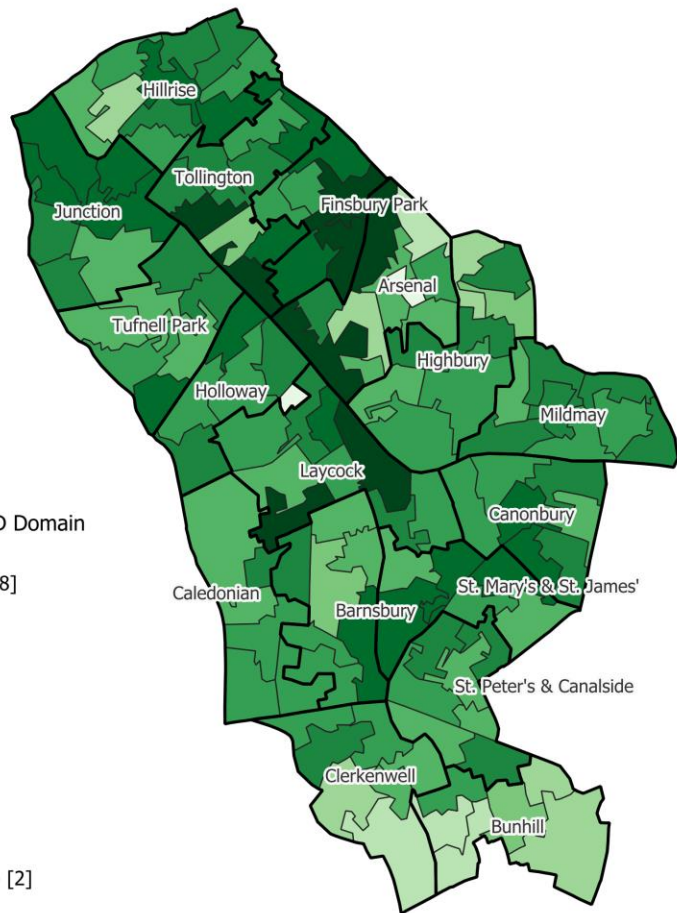 Hillrise
Tollington
Junction
Finsbury Park
Arsenal
Tufnell Park
Highbury
Holloway
Mildmay
Laycock
Canonbury
D Domain
8]
Caledonian
Barnsbury
St. Mary's & St. James'
St. Peter's & Canalside
Clerkenwell
Bunhill
[2]